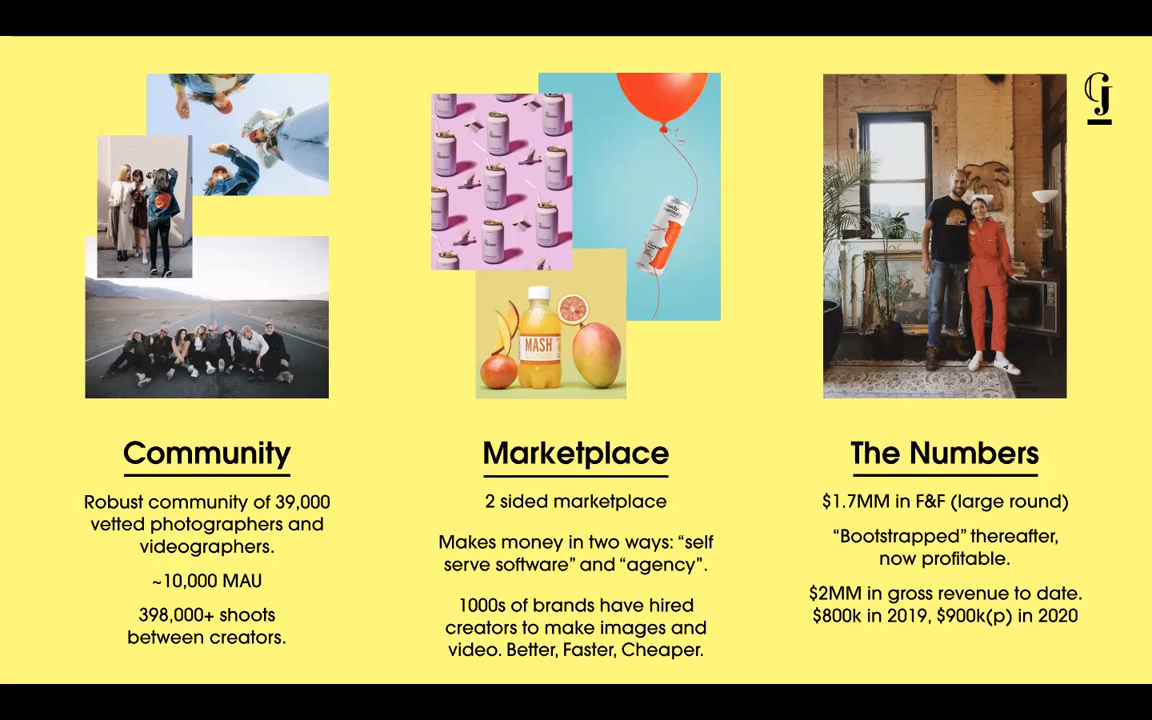 MASH
Community
Robust community of 39,000
vetted photographers and
videographers.
~10,000 MAU
398,000+ shoots
between creators.
Marketplace
2 sided marketplace
Makes money in two ways: “self
serve software” and “agency”.
1000s of brands have hired
creators to make images and
video. Better, Faster, Cheaper.
The Numbers
$1.7MM in F&F (large round)
“Bootstrapped” thereafter,
now profitable.
$2MM in gross revenue to date.
$800k in 2019, $900k(p) in 2020